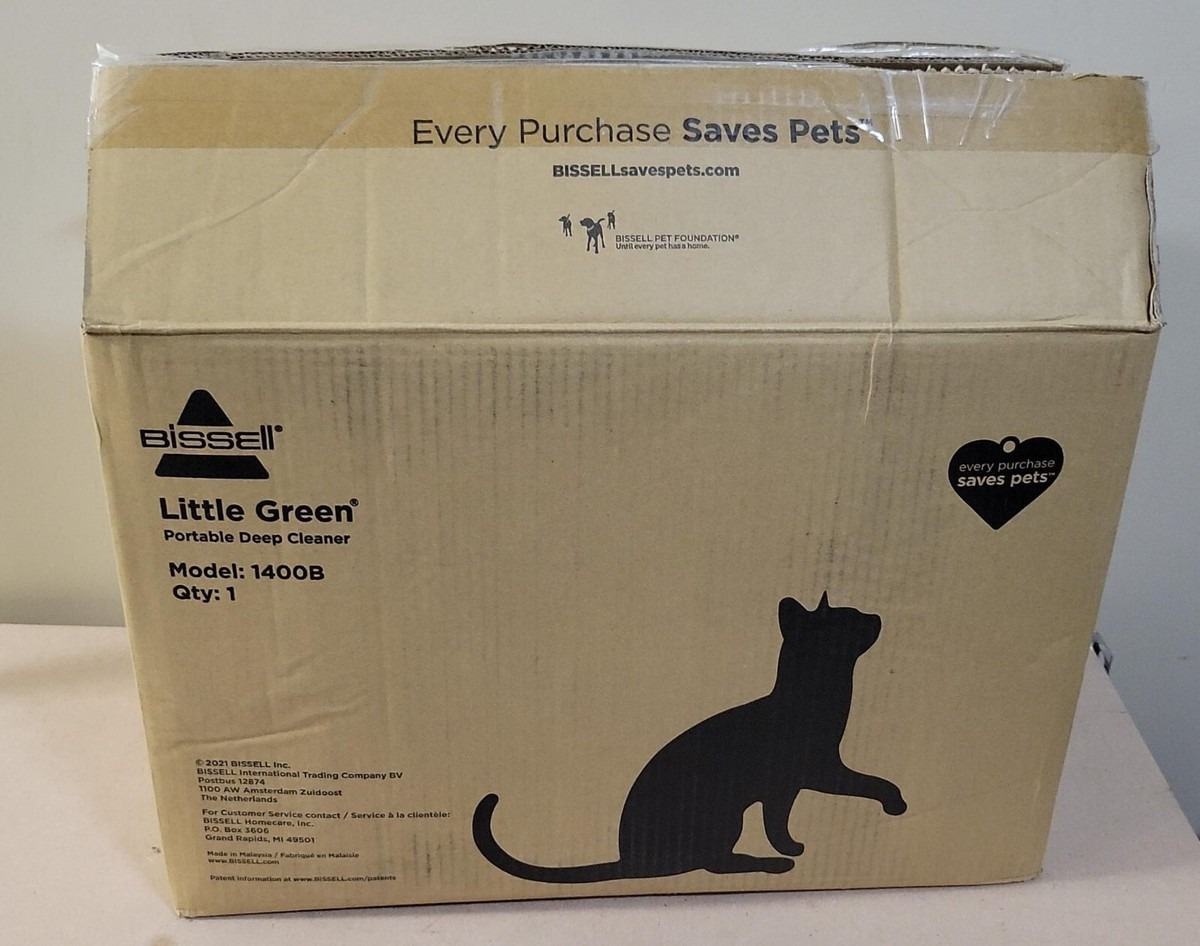 Every Purchase Saves Pets™
BISSELLsavespets.com
BISSELL PET FOUNDATION®
Until every pet has a home.
BISSELL®
Little Green®
Portable Deep Cleaner
Model: 1400B
Qty: 1
every purchase
saves pets™
© 2021 BISSELL Inc.
BISSELL International Trading Company BV
Postbus 12874
1100 AW Amsterdam Zuidoost
The Netherlands
For Customer Service contact / Service à la clientèle:
BISSELL Homecare, Inc.
P.O. Box 3606
Grand Rapids, MI 49501
Made in Malaysia / Fabriqué en Malaisie
www.BISSELL.com
Patent information at www.BISSELL.com/patents